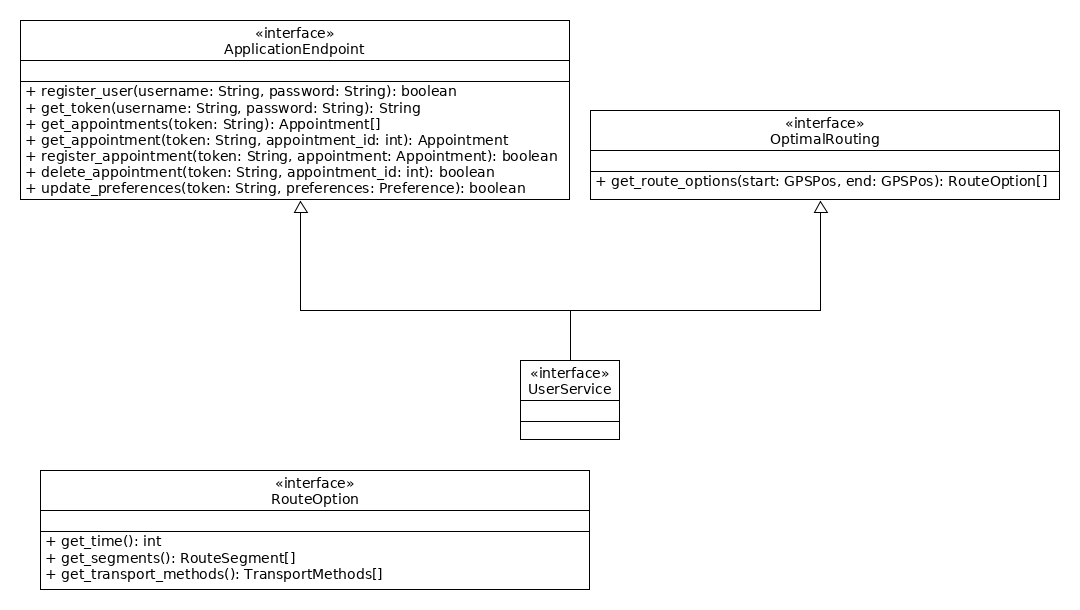 «interface»
ApplicationEndpoint
+ register_user(username: String, password: String): boolean
+ get_token(username: String, password: String): String
+ get_appointments(token: String): Appointment[]
+ get_appointment(token: String, appointment_id: int): Appointment
+ register_appointment(token: String, appointment: Appointment): boolean
+ delete_appointment(token: String, appointment_id: int): boolean
+ update_preferences(token: String, preferences: Preference): boolean
«interface»
OptimalRouting
+ get_route_options(start: GPSPos, end: GPSPos): RouteOption[]
«interface»
UserService
«interface»
RouteOption
+ get_time(): int
+ get_segments(): RouteSegment[]
+ get_transport_methods(): TransportMethods[]